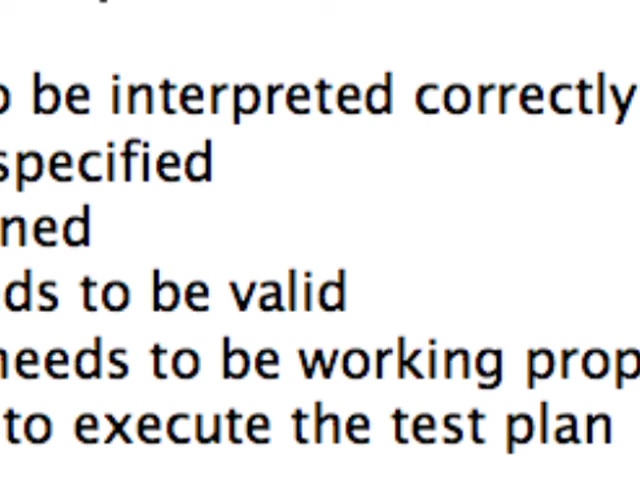 o be interpreted correctly
specified
ned
ds to be valid
needs to be working prop
to execute the test plan